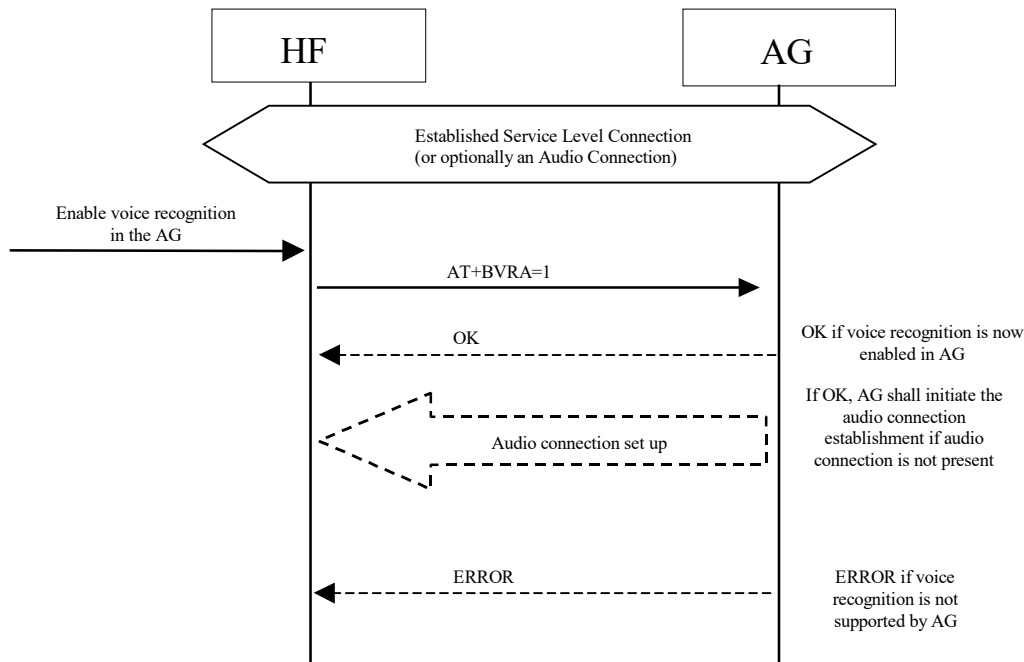 HF
AG
Established Service Level Connection
(or optionally an Audio Connection)
Enable voice recognition
in the AG
AT+BVRA=1
OK
OK if voice recognition is now
enabled in AG
If OK, AG shall initiate the
audio connection
establishment if audio
connection is not present
Audio connection set up
ERROR
ERROR if voice
recognition is not
supported by AG